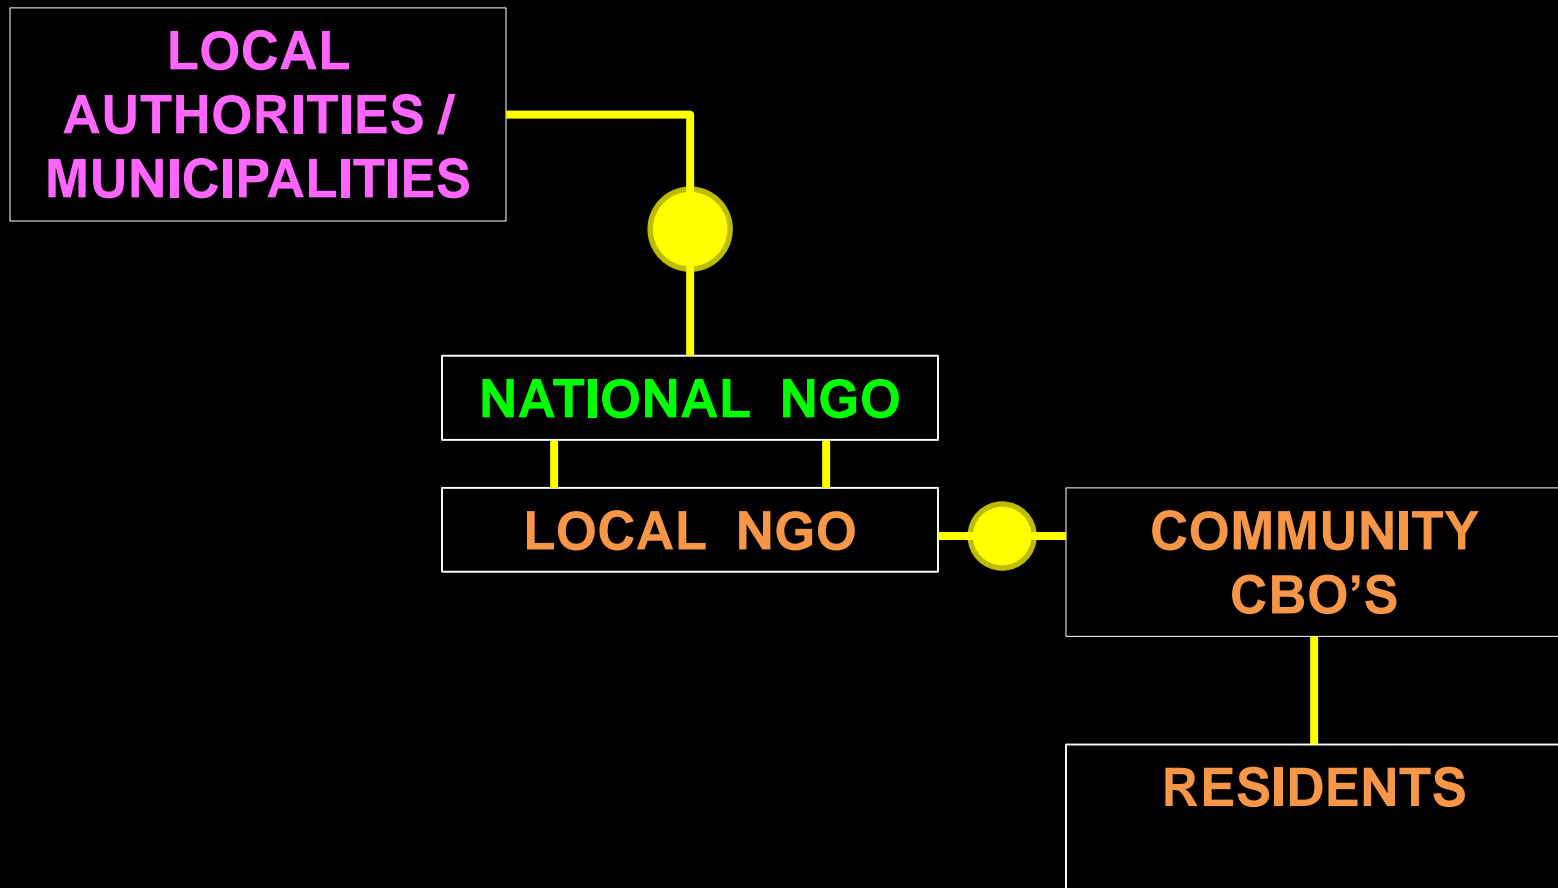 LOCAL
AUTHORITIES /
MUNICIPALITIES
NATIONAL NGO
LOCAL NGO
COMMUNITY
CBO’S
RESIDENTS